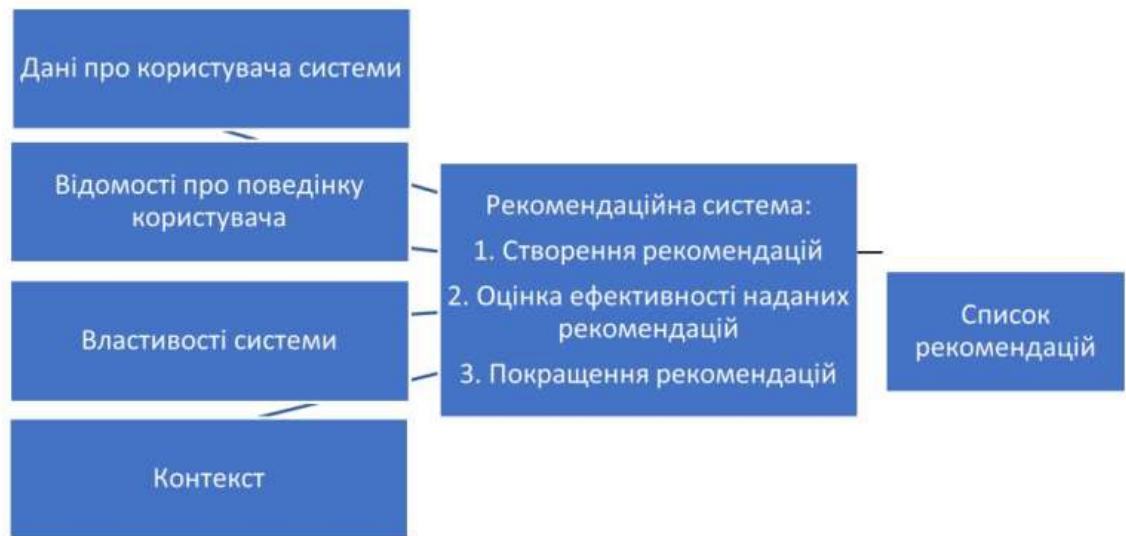 Дані про користувача системи
Відомості про поведінку
користувача
Властивості системи
Контекст
Рекомендаційна система:
1. Створення рекомендацій
2. Оцінка ефективності наданих
рекомендацій
3. Покращення рекомендацій
Список
рекомендацій